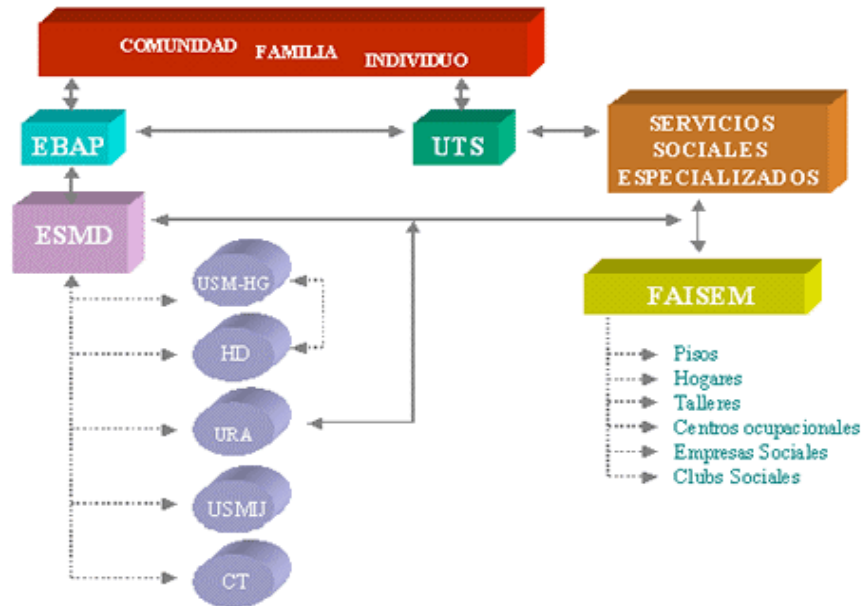 COMUNIDAD FAMILIA INDIVIDUO
EBAP
UTS
SERVICIOS
SOCIALES
ESPECIALIZADOS
ESMD
USM-HG
HD
URA
USMIJ
CT
FAISEM
Pisos
Hogares
Talleres
Centros ocupacionales
Empresas Sociales
Clubs Sociales